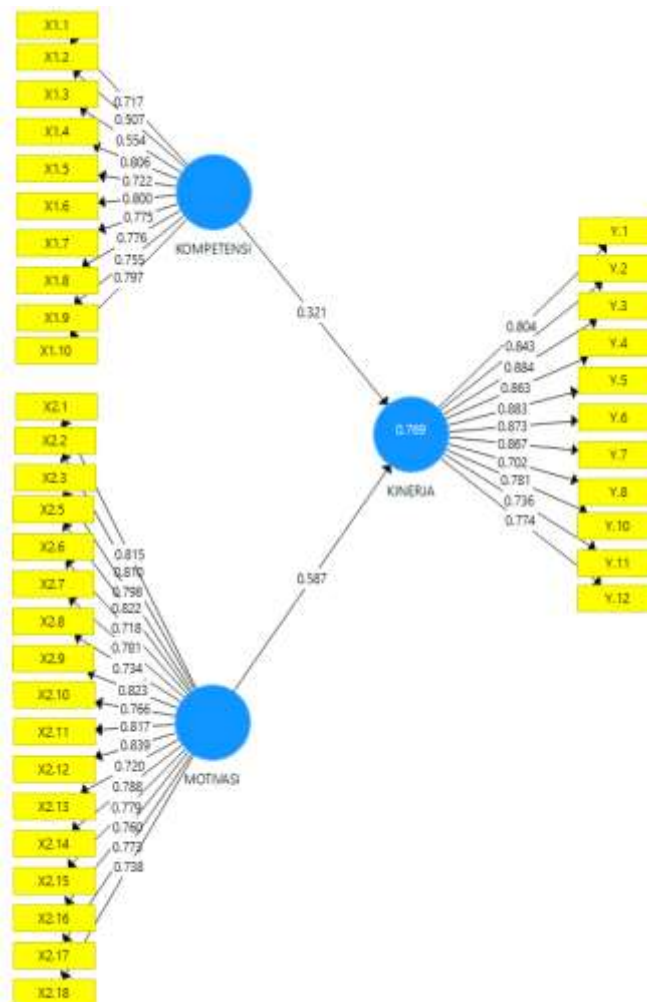 X1.1
X1.2
X1.3
X1.4
X1.5
X1.6
X1.7
X1.8
X1.9
X1.10
0.717
0.507
0.554
0.806
0.722
0.800
0.775
0.776
0.755
0.797
KOMPETENSI
0.321
X2.1
X2.2
X2.3
X2.5
X2.6
X2.7
X2.8
X2.9
X2.10
X2.11
X2.12
X2.13
X2.14
X2.15
X2.16
X2.17
X2.18
0.815
0.810
0.798
0.822
0.718
0.781
0.734
0.823
0.766
0.817
0.839
0.720
0.788
0.779
0.760
0.773
0.738
MOTIVASI
0.587
0.769
KINERJA
0.804
0.843
0.884
0.863
0.883
0.873
0.867
0.702
0.781
0.736
0.774
Y.1
Y.2
Y.3
Y.4
Y.5
Y.6
Y.7
Y.8
Y.10
Y.11
Y.12